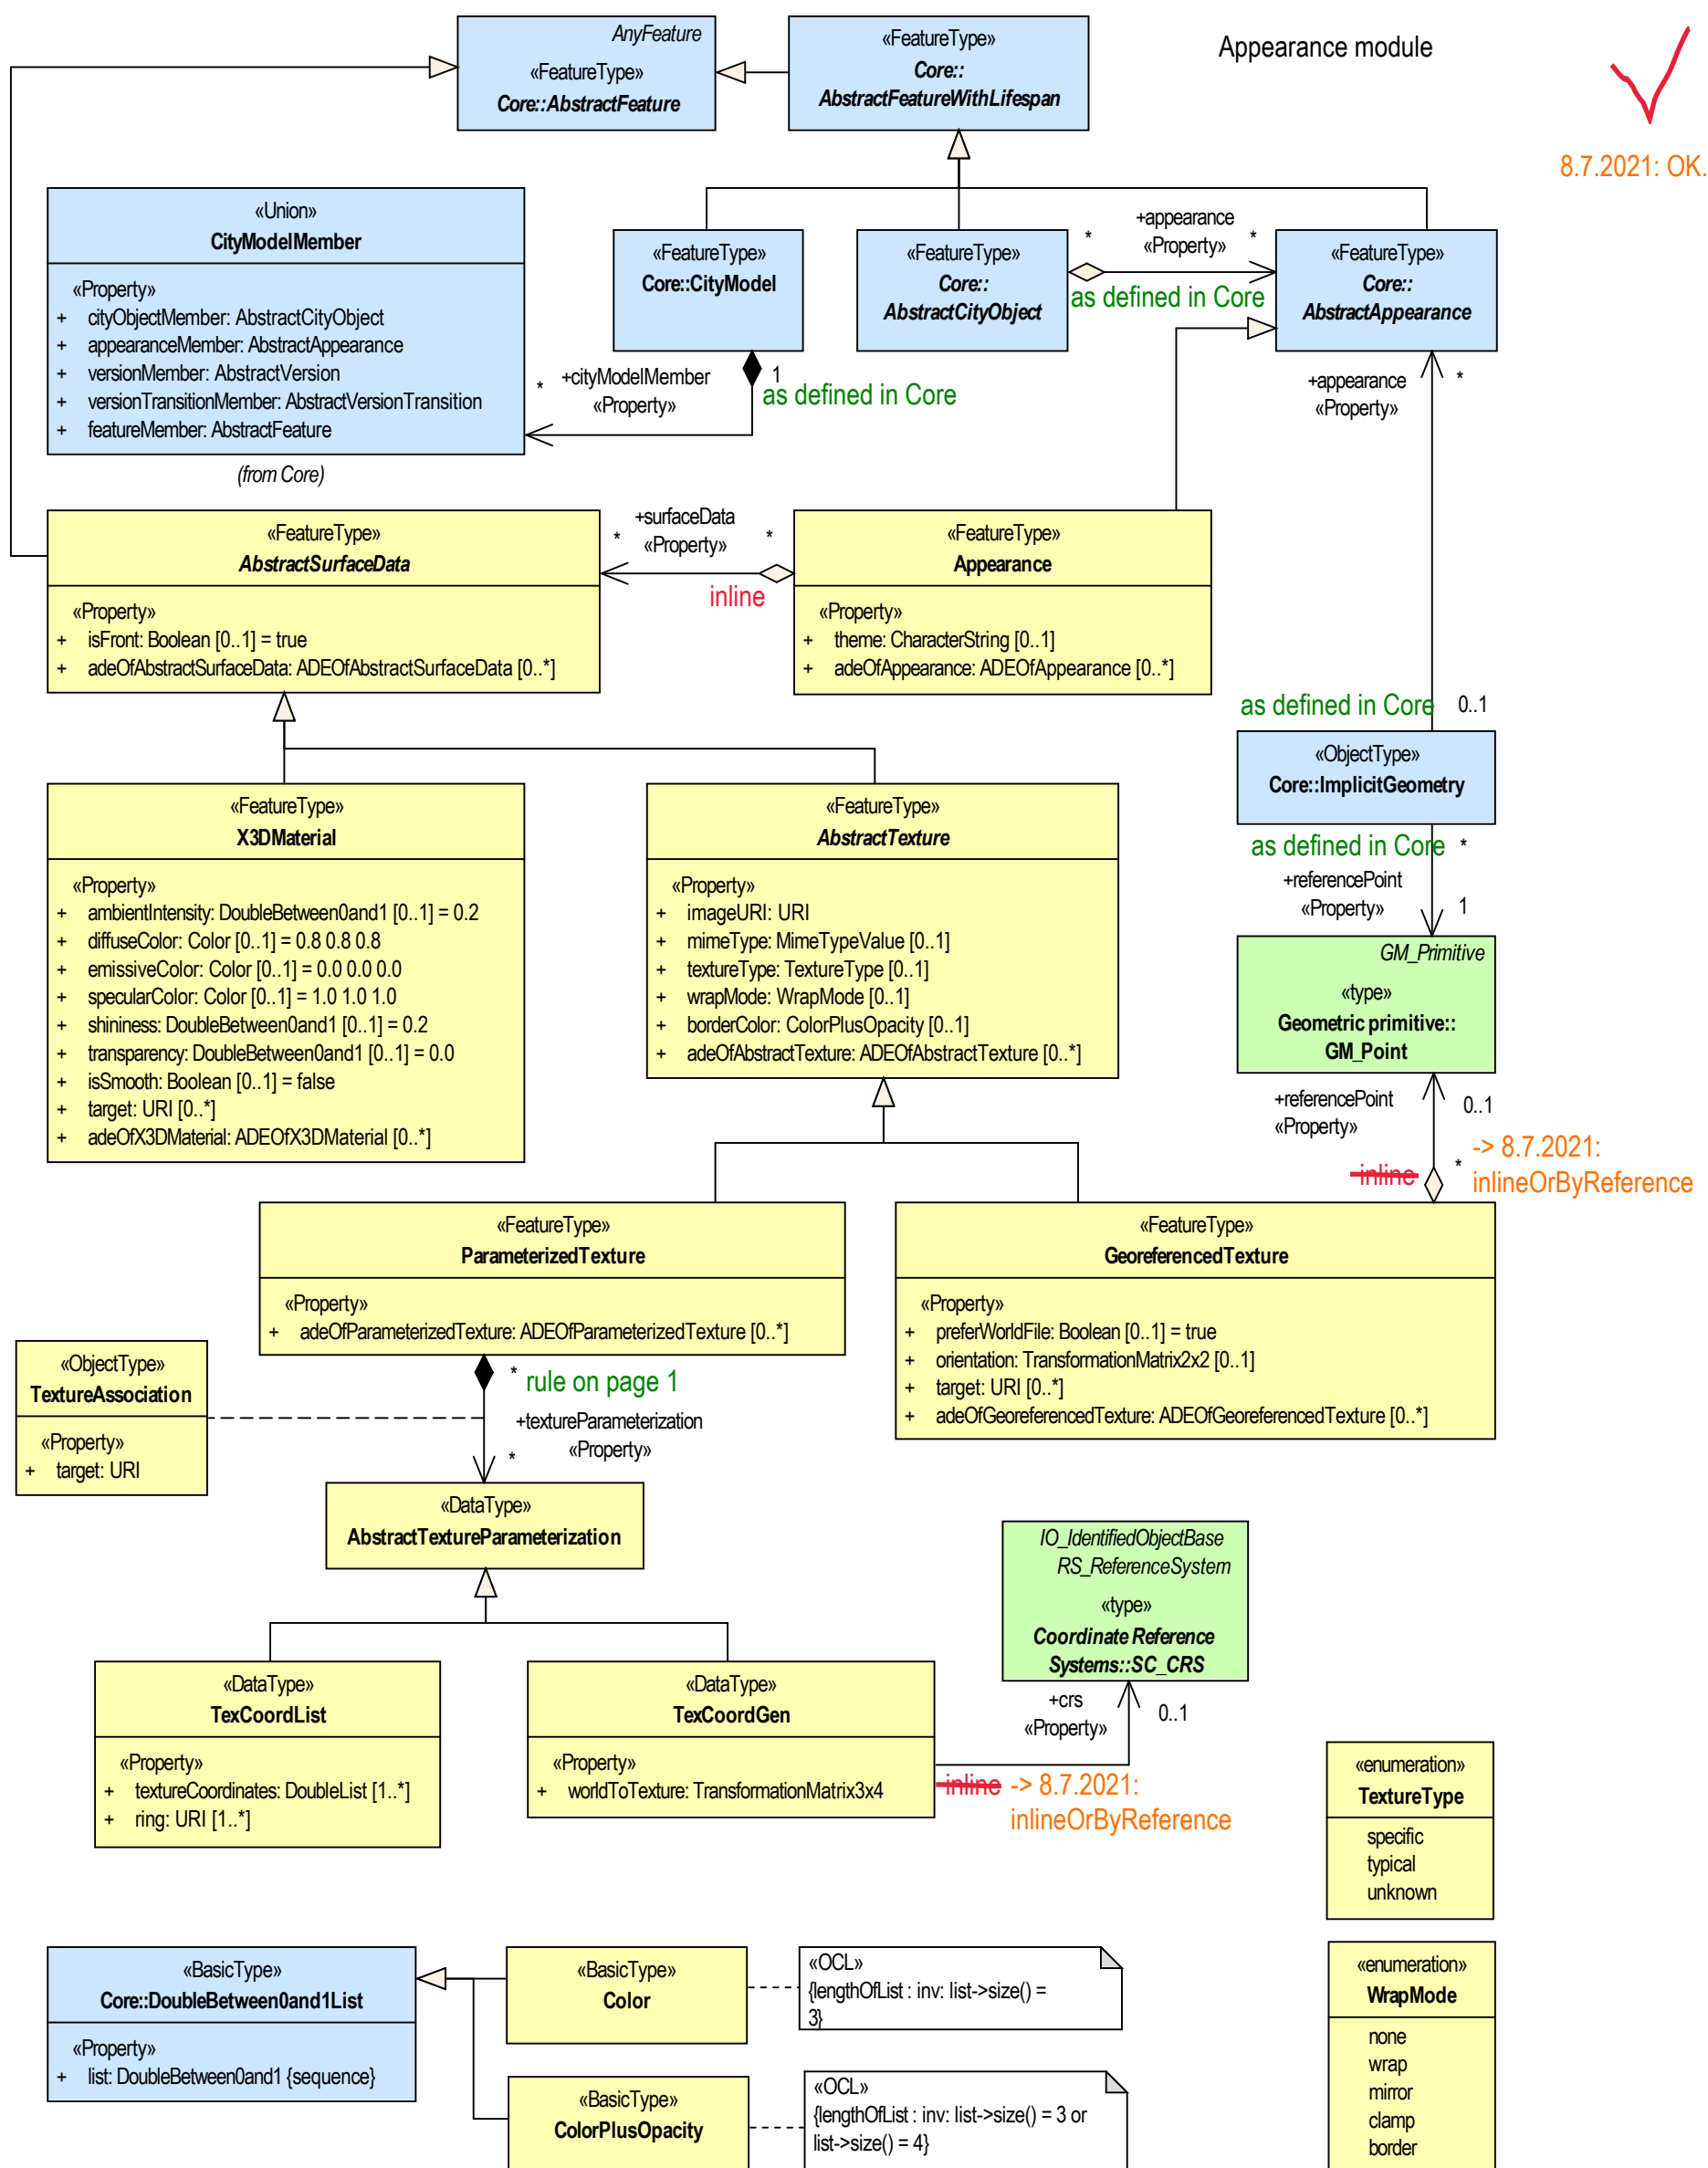 AnyFeature
«FeatureType»
Core::AbstractFeature
«FeatureType»
Core::
AbstractFeatureWithLifespan
Appearance module
8.7.2021: OK.
«Union»
CityModelMember
«Property»
+ cityObjectMember: AbstractCityObject
+ appearanceMember: AbstractAppearance
+ versionMember: AbstractVersion
+ versionTransitionMember: AbstractVersionTransition
+ featureMember: AbstractFeature
(from Core)
«FeatureType»
Core::CityModel
«FeatureType»
Core::
AbstractCityObject
+appearance
* «Property» *
as defined in Core
«FeatureType»
Core::
AbstractAppearance
1
as defined in Core
* +cityModelMember
«Property»
+appearance *
«Property»
«FeatureType»
AbstractSurfaceData
«Property»
+ isFront: Boolean [0..1] = true
+ adeOfAbstractSurfaceData: ADEOfAbstractSurfaceData [0..*]
+surfaceData
* «Property» *
inline
«FeatureType»
Appearance
«Property»
+ theme: CharacterString [0..1]
+ adeOfAppearance: ADEOfAppearance [0..*]
as defined in Core 0..1
«ObjectType»
Core::ImplicitGeometry
as defined in Core *
+referencePoint
«Property» 1
«FeatureType»
X3DMaterial
«Property»
+ ambientIntensity: DoubleBetween0and1 [0..1] = 0.2
+ diffuseColor: Color [0..1] = 0.8 0.8 0.8
+ emissiveColor: Color [0..1] = 0.0 0.0 0.0
+ specularColor: Color [0..1] = 1.0 1.0 1.0
+ shininess: DoubleBetween0and1 [0..1] = 0.2
+ transparency: DoubleBetween0and1 [0..1] = 0.0
+ isSmooth: Boolean [0..1] = false
+ target: URI [0..*]
+ adeOfX3DMaterial: ADEOfX3DMaterial [0..*]
«FeatureType»
AbstractTexture
«Property»
+ imageURI: URI
+ mimeType: MimeTypeValue [0..1]
+ textureType: TextureType [0..1]
+ wrapMode: WrapMode [0..1]
+ borderColor: ColorPlusOpacity [0..1]
+ adeOfAbstractTexture: ADEOfAbstractTexture [0..*]
GM_Primitive
«type»
Geometric primitive::
GM_Point
+referencePoint 0..1
«Property»
inline * -> 8.7.2021:
inlineOrByReference
«FeatureType»
ParameterizedTexture
«Property»
+ adeOfParameterizedTexture: ADEOfParameterizedTexture [0..*]
«FeatureType»
GeoreferencedTexture
«Property»
+ preferWorldFile: Boolean [0..1] = true
+ orientation: TransformationMatrix2x2 [0..1]
+ target: URI [0..*]
+ adeOfGeoreferencedTexture: ADEOfGeoreferencedTexture [0..*]
«ObjectType»
TextureAssociation
«Property»
+ target: URI
* rule on page 1
+textureParameterization
«Property»
*
«DataType»
AbstractTextureParameterization
IO_IdentifiedObjectBase
RS_ReferenceSystem
«type»
Coordinate Reference
Systems::SC_CRS
+crs 0..1
«Property»
«DataType»
TexCoordList
«Property»
+ textureCoordinates: DoubleList [1..*]
+ ring: URI [1..*]
«DataType»
TexCoordGen
«Property»
+ worldToTexture: TransformationMatrix3x4
inline -> 8.7.2021:
inlineOrByReference
«enumeration»
TextureType
specific
typical
unknown
«BasicType»
Core::DoubleBetween0and1List
«Property»
+ list: DoubleBetween0and1 {sequence}
«BasicType»
Color
«OCL»
{lengthOfList : inv: list->size() =
3}
«BasicType»
ColorPlusOpacity
«OCL»
{lengthOfList : inv: list->size() = 3 or
list->size() = 4}
«enumeration»
WrapMode
none
wrap
mirror
clamp
border